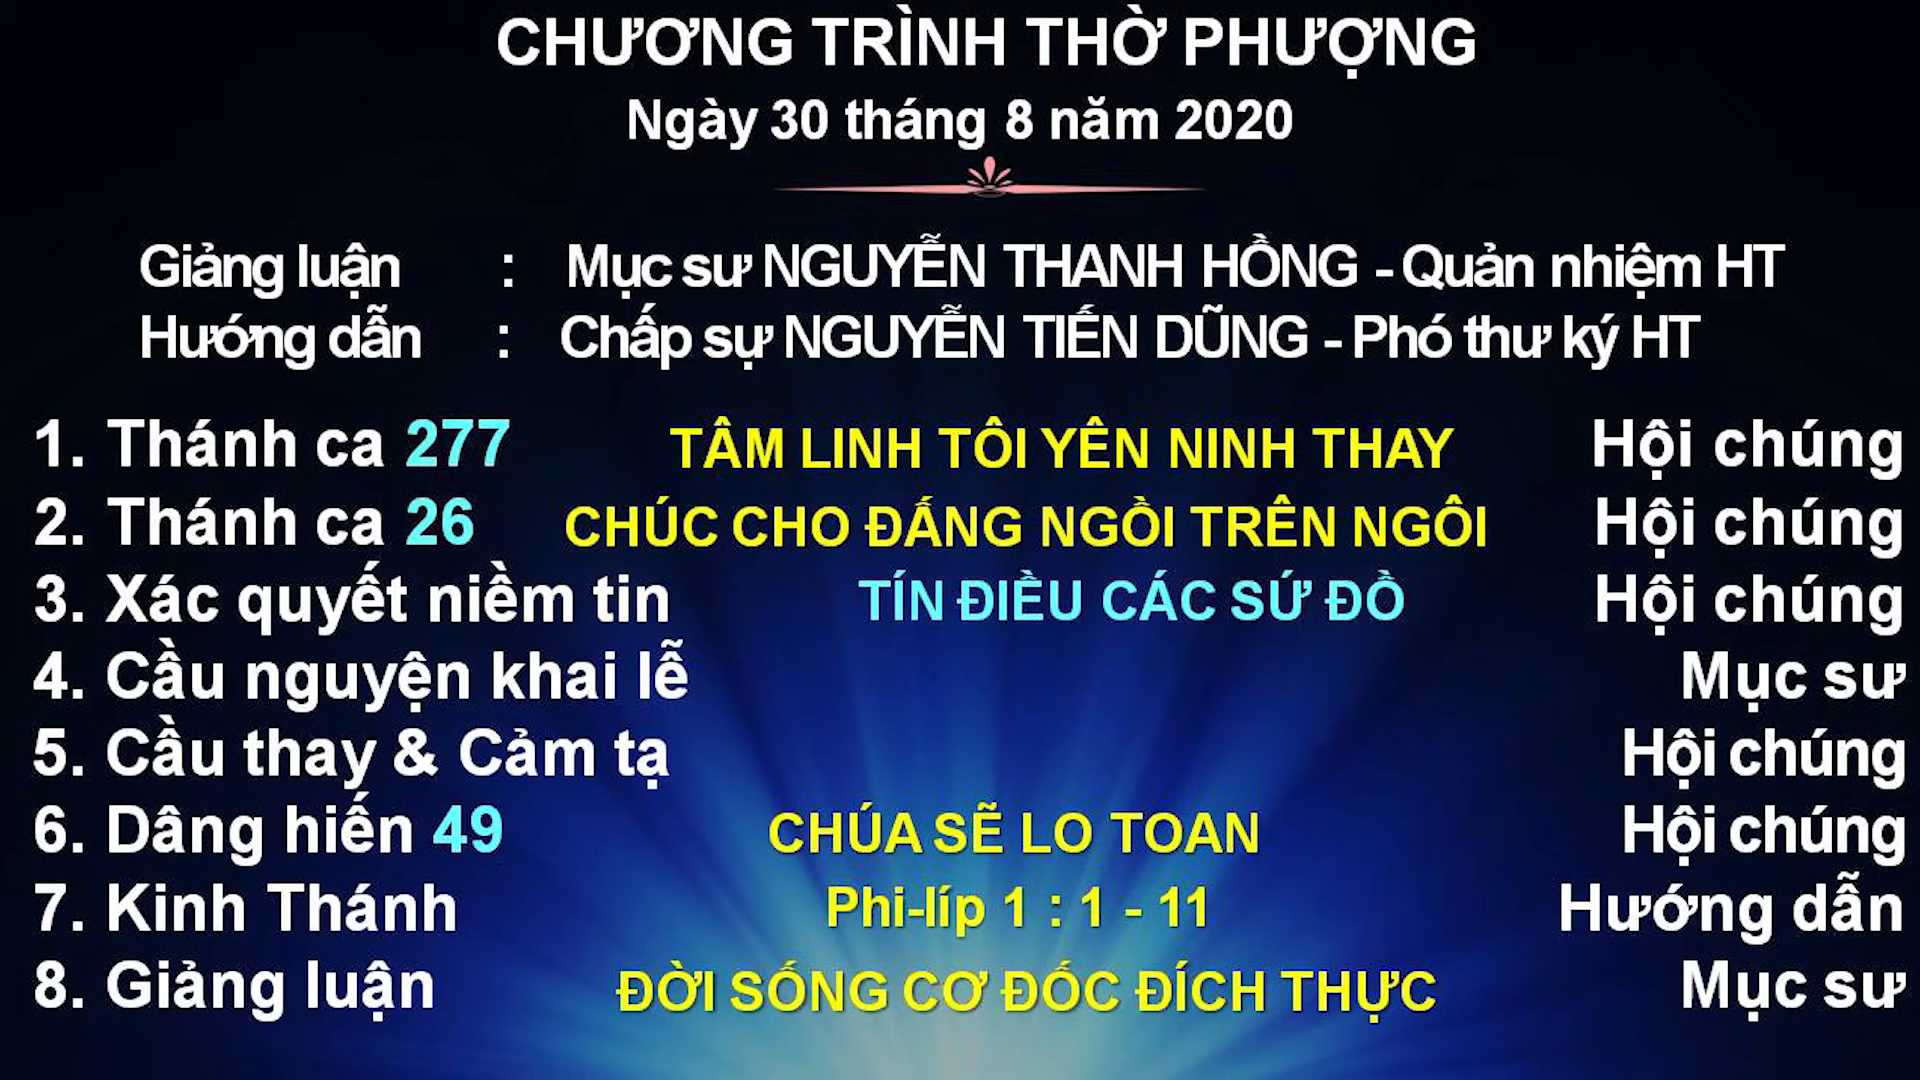 CHƯƠNG TRÌNH THỜ PHƯỢNG
Ngày 30 tháng 8 năm 2020
Giảng luận : Mục sư NGUYỄN THANH HỒNG - Quản nhiệm HT
Hướng dẫn : Chấp sự NGUYỄN TIẾN DŨNG - Phó thư ký HT
1. Thánh ca 277 TÂM LINH TÔI YÊN NINH THAY Hội chúng
2. Thánh ca 26 CHÚC CHO ĐẤNG NGỒI TRÊN NGÔI Hội chúng
3. Xác quyết niềm tin TÍN ĐIỀU CÁC SỨ ĐỒ Hội chúng
4. Cầu nguyện khai lễ Mục sư
5. Cầu thay & Cảm tạ Hội chúng
6. Dâng hiến 49 CHÚA SẼ LO TOAN Hội chúng
7. Kinh Thánh Phi-líp 1 : 1 - 11 Hướng dẫn
8. Giảng luận ĐỜI SỐNG CƠ ĐỐC ĐÍCH THỰC Mục sư